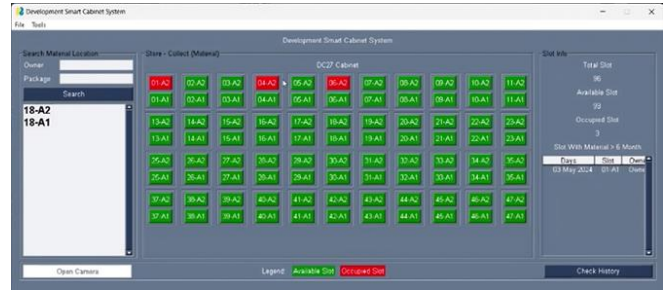 Development Smart Cabinet System
File Tools
Development Smart Cabinet System
Search Material Location
Owner
Package
Search
18-A2
18-A1
Open Camera
Store - Collect (Material)
DC27 Cabinet
01-A2 02-A2 03-A2 04-A2 05-A2 06-A2 07-A2 08-A2 09-A2 10-A2 11-A2
01-A1 02-A1 03-A1 04-A1 05-A1 06-A1 07-A1 08-A1 09-A1 10-A1 11-A1
13-A2 14-A2 15-A2 16-A2 17-A2 18-A2 19-A2 20-A2 21-A2 22-A2 23-A2
13-A1 14-A1 15-A1 16-A1 17-A1 18-A1 19-A1 20-A1 21-A1 22-A1 23-A1
25-A2 26-A2 27-A2 28-A2 29-A2 30-A2 31-A2 32-A2 33-A2 34-A2 35-A2
25-A1 26-A1 27-A1 28-A1 29-A1 30-A1 31-A1 32-A1 33-A1 34-A1 35-A1
37-A2 38-A2 39-A2 40-A2 41-A2 42-A2 43-A2 44-A2 45-A2 46-A2 47-A2
37-A1 38-A1 39-A1 40-A1 41-A1 42-A1 43-A1 44-A1 45-A1 46-A1 47-A1
Legend: Available Slot Occupied Slot
Slot Info
Total Slot
96
Available Slot
93
Occupied Slot
3
Slot With Material > 6 Month
Days Slot Owne
03 May 2024 01-A1 Owne
Check History